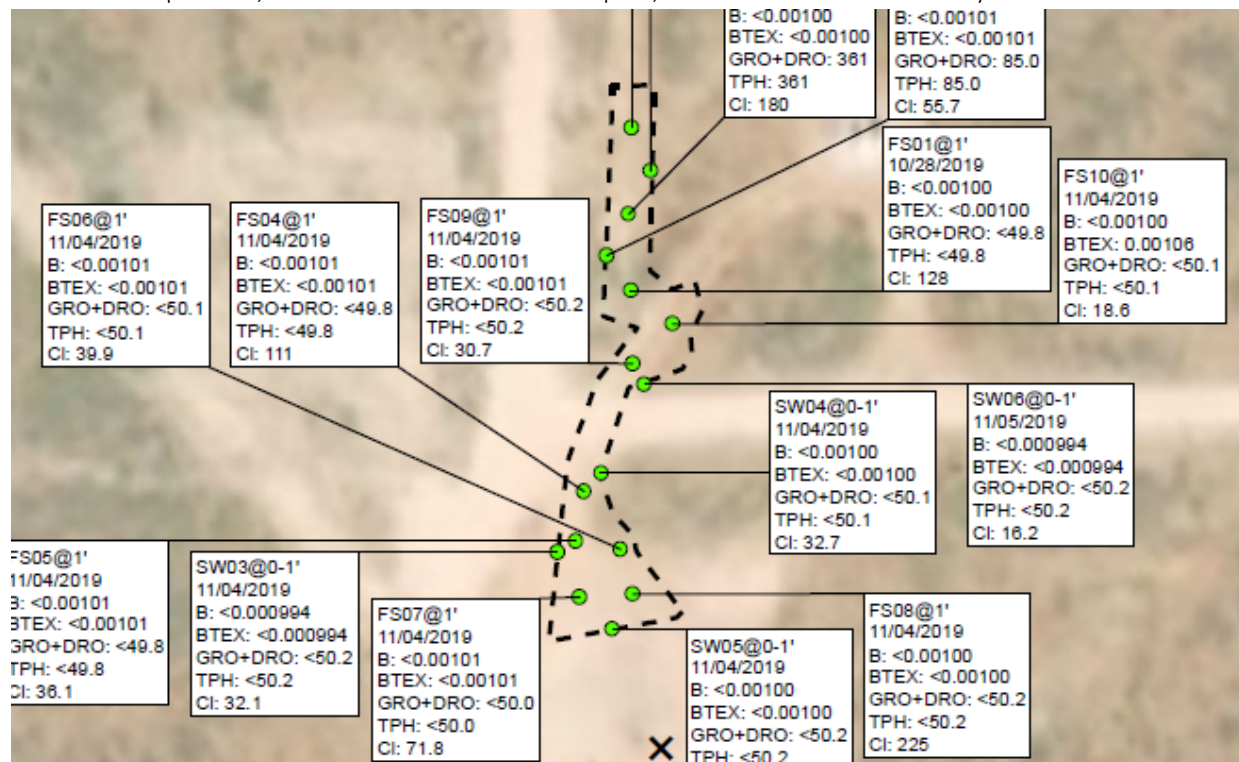 B: <0.00100
BTEX: <0.00100
GRO+DRO: 361
TPH: 361
Cl: 180
B: <0.00101
BTEX: <0.00101
GRO+DRO: 85.0
TPH: 85.0
Cl: 55.7
FS01@1'
10/28/2019
B: <0.00100
BTEX: <0.00100
GRO+DRO: <49.8
TPH: <49.8
Cl: 128
FS10@1'
11/04/2019
B: <0.00100
BTEX: 0.00106
GRO+DRO: <50.1
TPH: <50.1
Cl: 18.6
FS06@1'
11/04/2019
B: <0.00101
BTEX: <0.00101
GRO+DRO: <50.1
TPH: <50.1
Cl: 39.9
FS04@1'
11/04/2019
B: <0.00101
BTEX: <0.00101
GRO+DRO: <49.8
TPH: <49.8
Cl: 111
FS09@1'
11/04/2019
B: <0.00101
BTEX: <0.00101
GRO+DRO: <50.2
TPH: <50.2
Cl: 30.7
SW04@0-1'
11/04/2019
B: <0.00100
BTEX: <0.00100
GRO+DRO: <50.1
TPH: <50.1
Cl: 32.7
SW06@0-1'
11/05/2019
B: <0.000994
BTEX: <0.000994
GRO+DRO: <50.2
TPH: <50.2
Cl: 16.2
FS05@1'
11/04/2019
B: <0.00101
BTEX: <0.00101
GRO+DRO: <49.8
TPH: <49.8
Cl: 36.1
SW03@0-1'
11/04/2019
B: <0.000994
BTEX: <0.000994
GRO+DRO: <50.2
TPH: <50.2
Cl: 32.1
FS07@1'
11/04/2019
B: <0.00101
BTEX: <0.00101
GRO+DRO: <50.0
TPH: <50.0
Cl: 71.8
SW05@0-1'
11/04/2019
B: <0.00100
BTEX: <0.00100
GRO+DRO: <50.2
TPH: <50.2
FS08@1'
11/04/2019
B: <0.00100
BTEX: <0.00100
GRO+DRO: <50.2
TPH: <50.2
Cl: 225